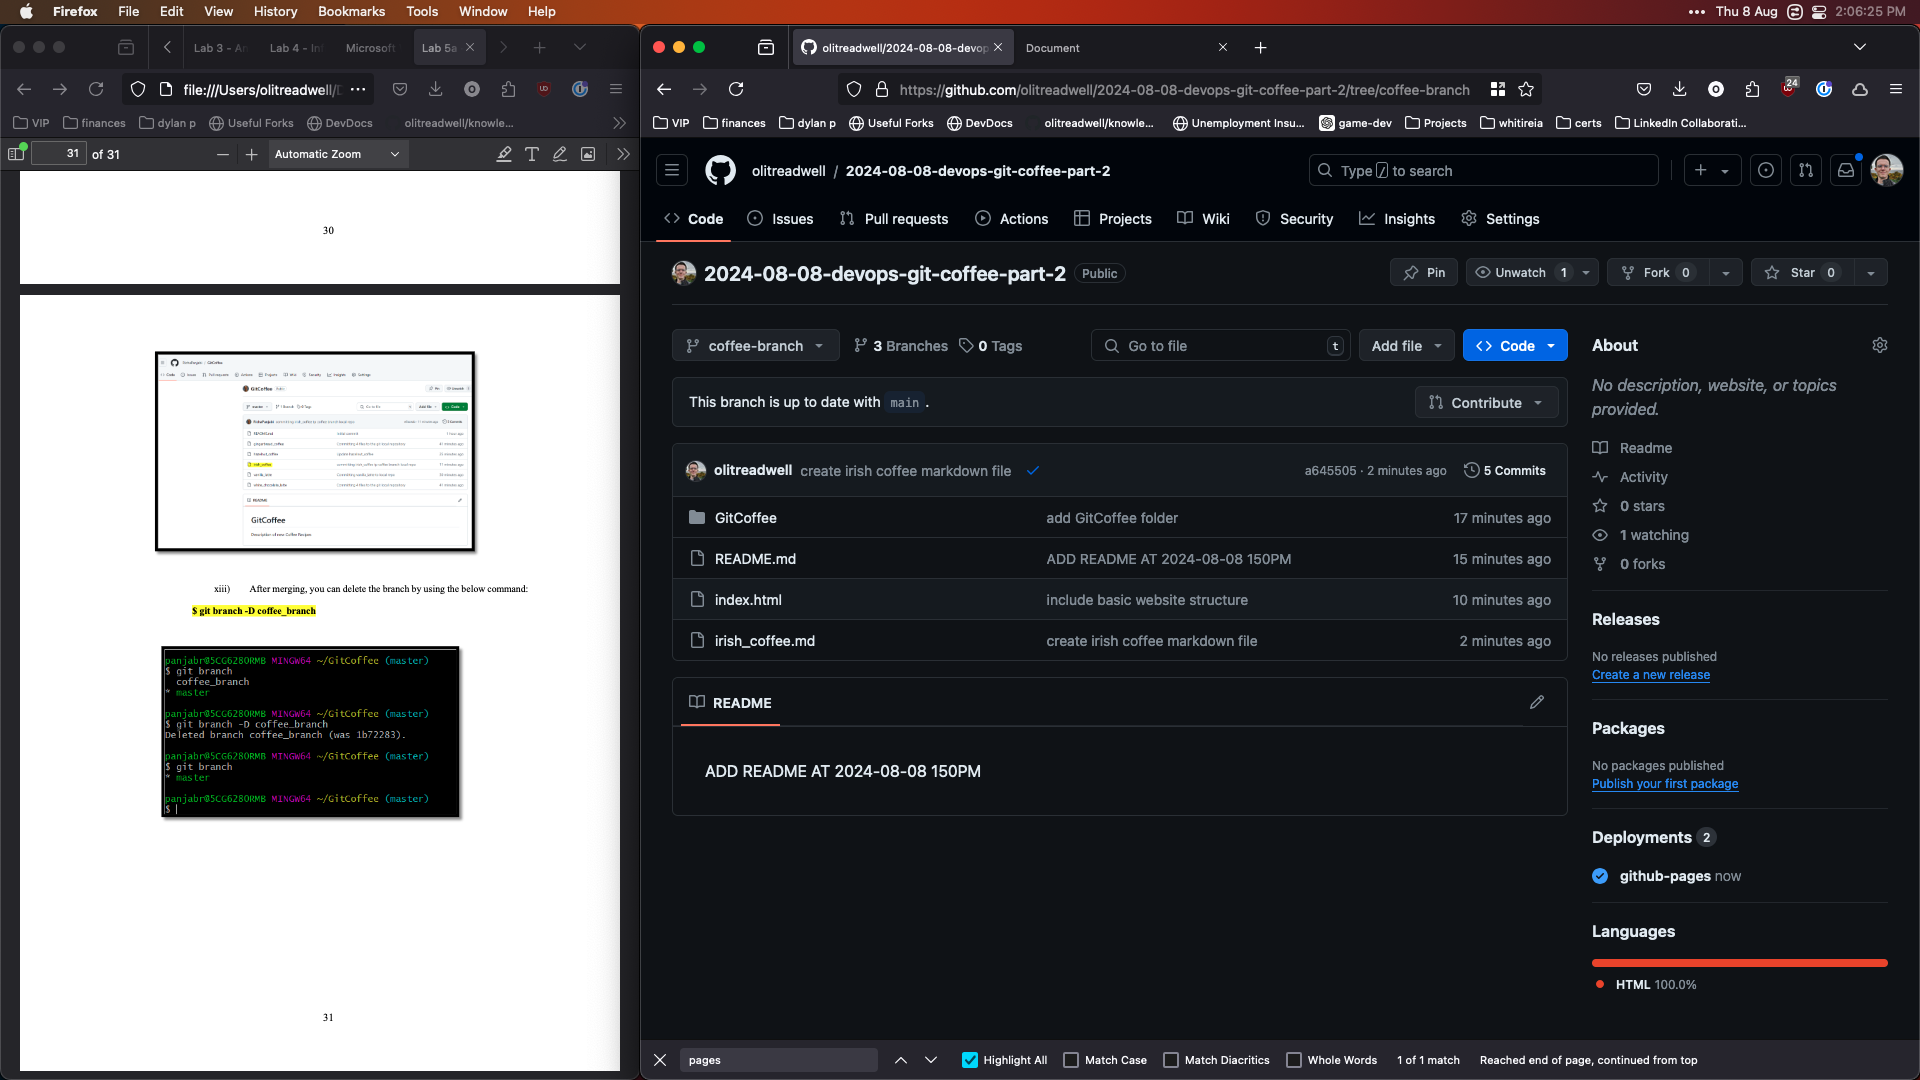 Firefox File Edit View History Bookmarks Tools Window Help
Thu 8 Aug 2:06:25 PM
Lab 3 - An Lab 4 - Inf Microsoft Lab 5a
file:///Users/olitreadwell/D
VIP finances dylan p Useful Forks DevDocs olitreadwell/knowle...
31 of 31 Automatic Zoom
30
GitCoffee
Description of new Coffee Recipes
xiii) After merging, you can delete the branch by using the below command:
$ git branch -D coffee_branch
panjabr@5CG6280RMB MINGW64 ~/GitCoffee (master)
$ git branch
coffee_branch
* master
panjabr@5CG6280RMB MINGW64 ~/GitCoffee (master)
$ git branch -D coffee_branch
Deleted branch coffee_branch (was 1b72283).
panjabr@5CG6280RMB MINGW64 ~/GitCoffee (master)
$ git branch
* master
panjabr@5CG6280RMB MINGW64 ~/GitCoffee (master)
$
31
olitreadwell/2024-08-08-devop Document
https://github.com/olitreadwell/2024-08-08-devops-git-coffee-part-2/tree/coffee-branch
24
VIP finances dylan p Useful Forks DevDocs olitreadwell/knowle... Unemployment Insu... game-dev Projects whitireia certs LinkedIn Collaborati...
olitreadwell / 2024-08-08-devops-git-coffee-part-2
Type / to search
Code Issues Pull requests Actions Projects Wiki Security Insights Settings
2024-08-08-devops-git-coffee-part-2 Public
Pin Unwatch 1 Fork 0 Star 0
coffee-branch 3 Branches 0 Tags
Go to file t Add file Code
This branch is up to date with main .
Contribute
olitreadwell create irish coffee markdown file a645505 · 2 minutes ago 5 Commits
GitCoffee add GitCoffee folder 17 minutes ago
README.md ADD README AT 2024-08-08 150PM 15 minutes ago
index.html include basic website structure 10 minutes ago
irish_coffee.md create irish coffee markdown file 2 minutes ago
README
ADD README AT 2024-08-08 150PM
About
No description, website, or topics
provided.
Readme
Activity
0 stars
1 watching
0 forks
Releases
No releases published
Create a new release
Packages
No packages published
Publish your first package
Deployments 2
github-pages now
Languages
HTML 100.0%
pages Highlight All Match Case Match Diacritics Whole Words 1 of 1 match Reached end of page, continued from top